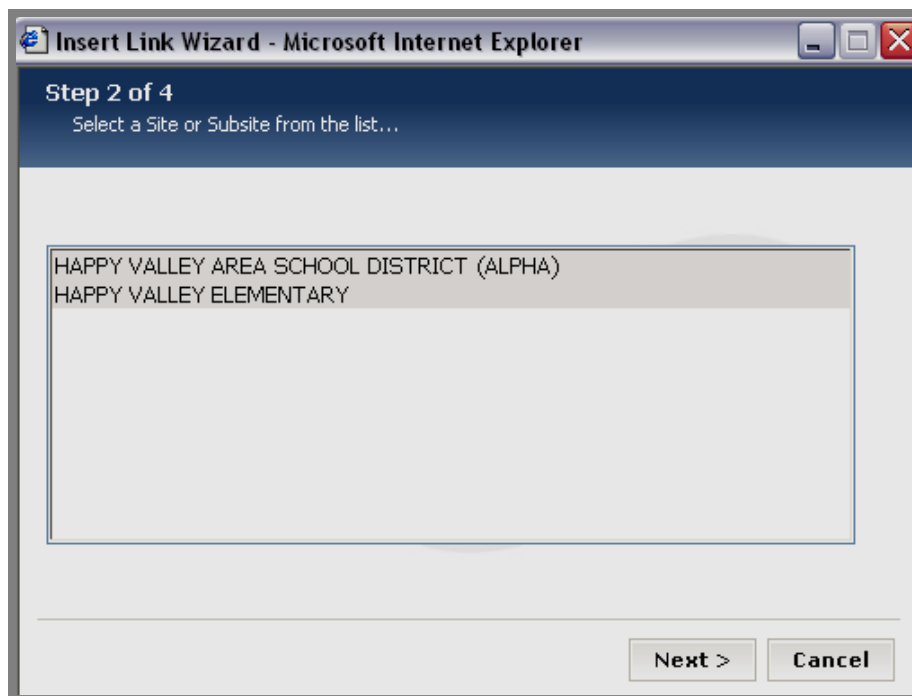 Insert Link Wizard - Microsoft Internet Explorer
Step 2 of 4
Select a Site or Subsite from the list...
HAPPY VALLEY AREA SCHOOL DISTRICT (ALPHA)
HAPPY VALLEY ELEMENTARY
Next > Cancel